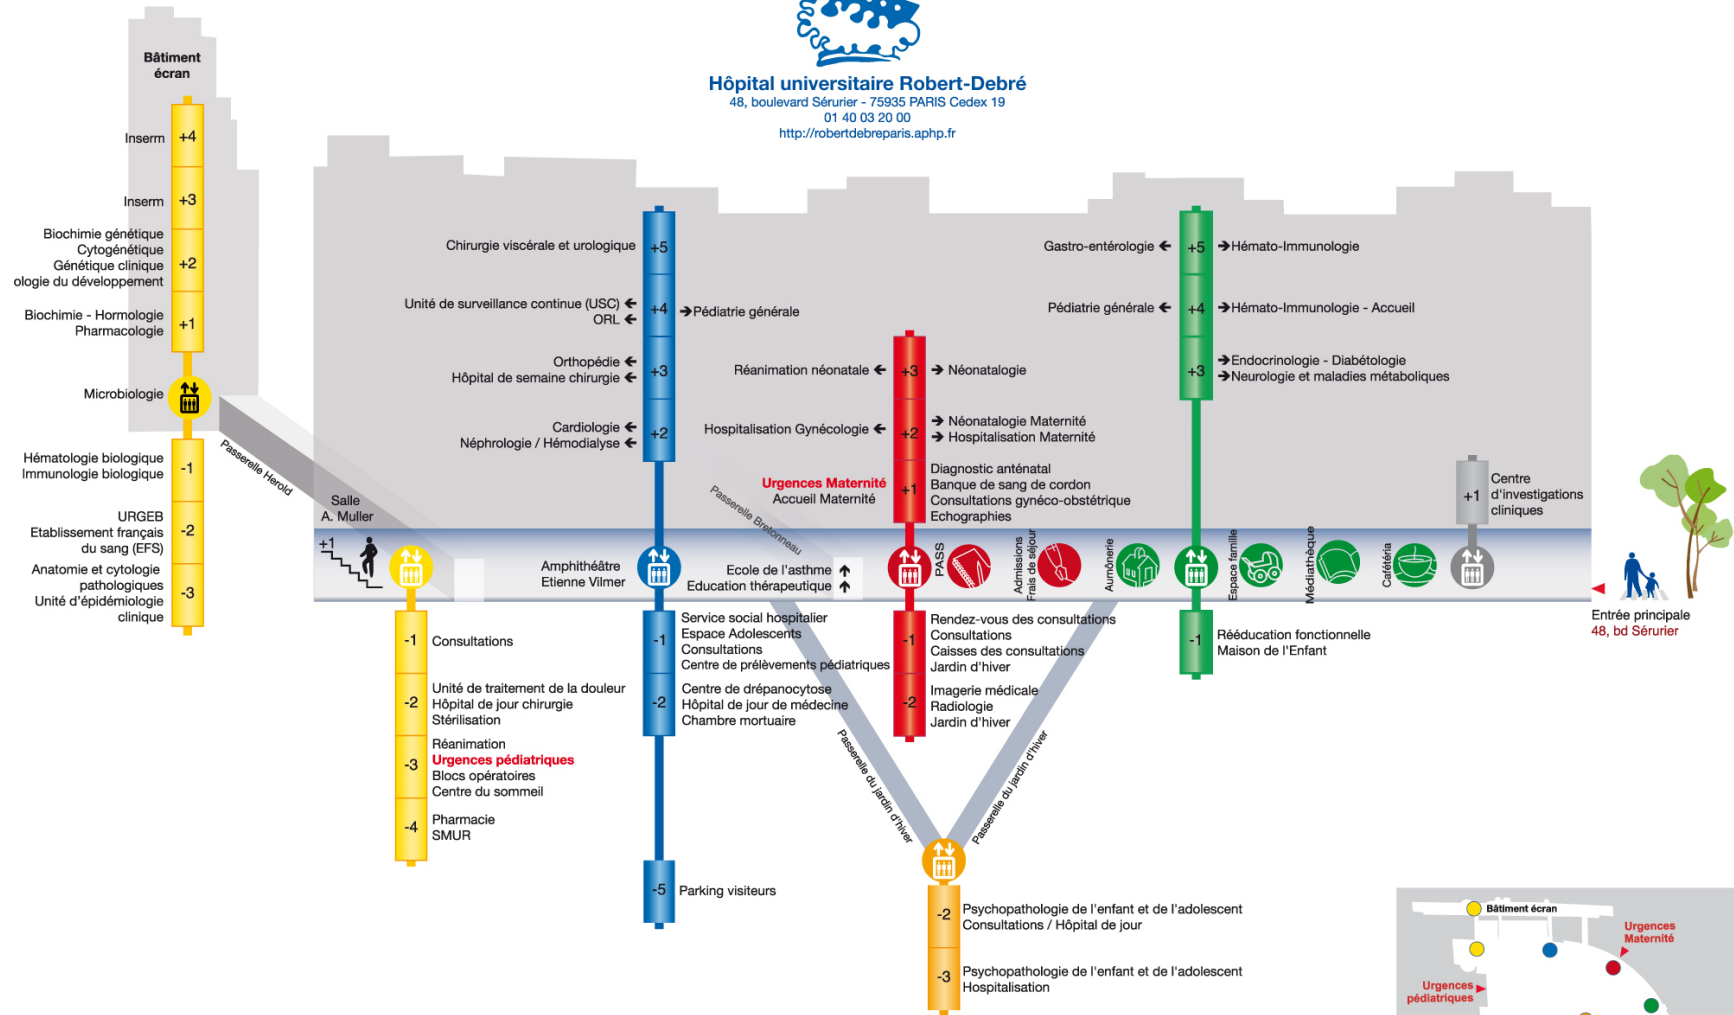 Hôpital universitaire Robert-Debré
48, boulevard Sérurier - 75935 PARIS Cedex 19
01 40 03 20 00
http://robertdebreparis.aphp.fr
Bâtiment
écran
Inserm
+4
Inserm
+3
Biochimie génétique
Cytogénétique
Génétique clinique
ologie du développement
+2
Biochimie - Hormologie
Pharmacologie
+1
Microbiologie
Hématologie biologique
Immunologie biologique
-1
URGEB
Etablissement français
du sang (EFS)
-2
Anatomie et cytologie
pathologiques
Unité d'épidémiologie
clinique
-3
Passerelle Herold
Salle
A. Muller
+1
-1
Consultations
-2
Unité de traitement de la douleur
Hôpital de jour chirurgie
Stérilisation
-3
Réanimation
Urgences pédiatriques
Blocs opératoires
Centre du sommeil
-4
Pharmacie
SMUR
Chirurgie viscérale et urologique
+5
Unité de surveillance continue (USC) ←
ORL ←
+4
→ Pédiatrie générale
Orthopédie ←
Hôpital de semaine chirurgie ←
+3
Cardiologie ←
Néphrologie / Hémodialyse ←
+2
Amphithéâtre
Etienne Vilmer
-1
Service social hospitalier
Espace Adolescents
Consultations
Centre de prélèvements pédiatriques
-2
Centre de drépanocytose
Hôpital de jour de médecine
Chambre mortuaire
-5
Parking visiteurs
Passerelle Bretonneau
Ecole de l'asthme ↑
Education thérapeutique ↑
Réanimation néonatale ←
+3
→ Néonatalogie
Hospitalisation Gynécologie ←
+2
→ Néonatalogie Maternité
→ Hospitalisation Maternité
Urgences Maternité
Accueil Maternité
+1
Diagnostic anténatal
Banque de sang de cordon
Consultations gynéco-obstétrique
Echographies
PASS
Admissions
Frais de séjour
Aumônerie
-1
Rendez-vous des consultations
Consultations
Caisses des consultations
Jardin d'hiver
-2
Imagerie médicale
Radiologie
Jardin d'hiver
Passerelle du jardin d'hiver
Passerelle du jardin d'hiver
-2
Psychopathologie de l'enfant et de l'adolescent
Consultations / Hôpital de jour
-3
Psychopathologie de l'enfant et de l'adolescent
Hospitalisation
Gastro-entérologie ←
+5
→ Hémato-Immunologie
Pédiatrie générale ←
+4
→ Hémato-Immunologie - Accueil
+3
→ Endocrinologie - Diabétologie
→ Neurologie et maladies métaboliques
Espace famille
Médiathèque
Cafétéria
-1
Rééducation fonctionnelle
Maison de l'Enfant
+1
Centre
d'investigations
cliniques
Entrée principale
48, bd Sérurier
Bâtiment écran
Urgences
Maternité
Urgences
pédiatriques